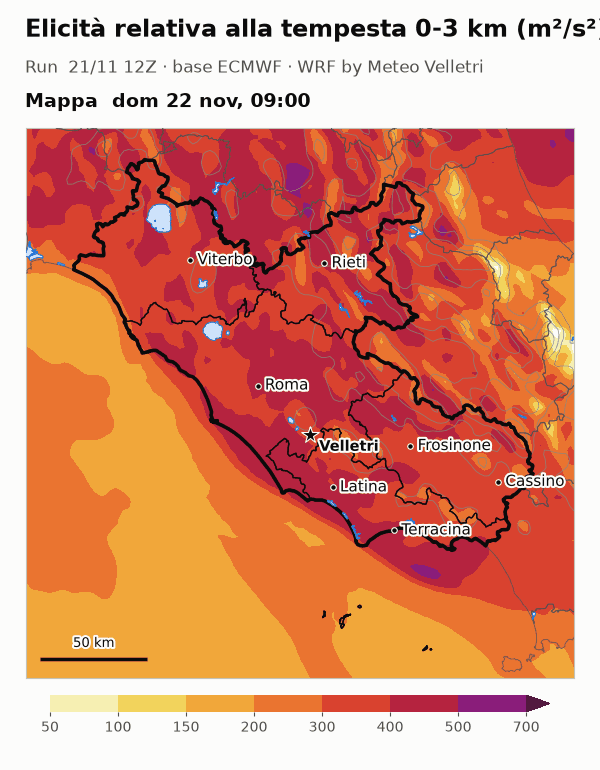 Elicità relativa alla tempesta 0-3 km (m²/s²)
Run 21/11 12Z · base ECMWF · WRF by Meteo Velletri
Mappa dom 22 nov, 09:00
Viterbo
Rieti
Roma
Velletri
Frosinone
Latina
Cassino
Terracina
50 km
50 100 150 200 300 400 500 700